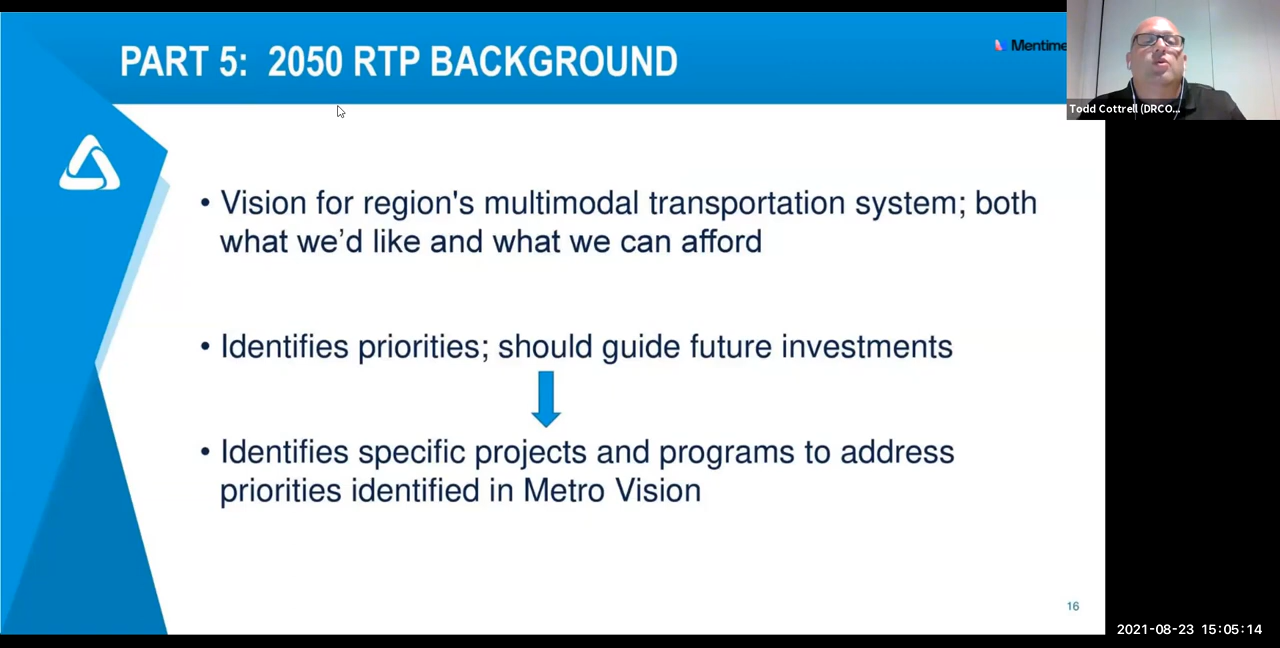 PART 5: 2050 RTP BACKGROUND
Mentime
Todd Cottrell (DRCO...
• Vision for region's multimodal transportation system; both
what we’d like and what we can afford
• Identifies priorities; should guide future investments
• Identifies specific projects and programs to address
priorities identified in Metro Vision
16
2021-08-23 15:05:14